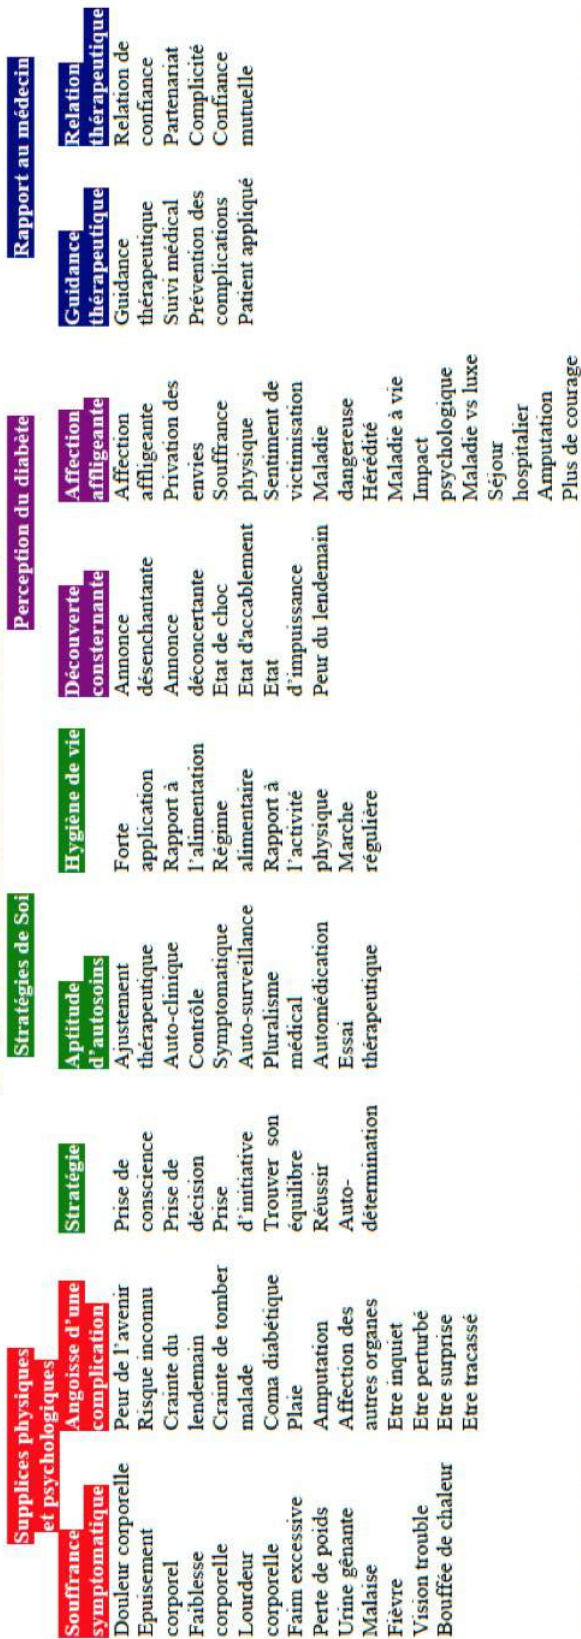 Supplices physiques
et psychologiques
Souffrance
symptomatique
Douleur corporelle
Epuisement
corporel
Faiblesse
corporelle
Lourdeur
corporelle
Faim excessive
Perte de poids
Urine gênante
Malaise
Fièvre
Vision trouble
Bouffée de chaleur
Angoisse d'une
complication
Peur de l'avenir
Risque inconnu
Crainte du
lendemain
Crainte de tomber
malade
Coma diabétique
Plaie
Amputation
Affection des
autres organes
Etre inquiet
Etre perturbé
Etre surprise
Etre tracassé
Stratégies de Soi
Stratégie
Prise de
conscience
Prise de
décision
Prise
d'initiative
Trouver son
équilibre
Réussir
Auto-
détermination
Aptitude
d'autosoins
Ajustement
thérapeutique
Auto-clinique
Contrôle
Symptomatique
Auto-surveillance
Pluralisme
médical
Automédication
Essai
thérapeutique
Hygiène de vie
Forte
application
Rapport à
l'alimentation
Régime
alimentaire
Rapport à
l'activité
physique
Marche
régulière
Perception du diabète
Découverte
consternante
Annonce
désenchantante
Annonce
déconcertante
Etat de choc
Etat d'accablement
Etat
d'impuissance
Peur du lendemain
Affection
affligeante
Affection
affligeante
Privation des
envies
Souffrance
physique
Sentiment de
victimisation
Maladie
dangereuse
Hérédité
Maladie à vie
Impact
psychologique
Maladie vs luxe
Séjour
hospitalier
Amputation
Plus de courage
Rapport au médecin
Guidance
thérapeutique
Guidance
thérapeutique
Suivi médical
Prévention des
complications
Patient appliqué
Relation
thérapeutique
Relation de
confiance
Partenariat
Complicité
Confiance
mutuelle